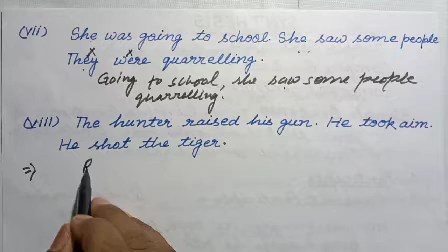 (vii) She was going to school. She saw some people
They were quarrelling.
Going to school, she saw some people
quarrelling.
(viii) The hunter raised his gun. He took aim.
He shot the tiger.
⇒ R